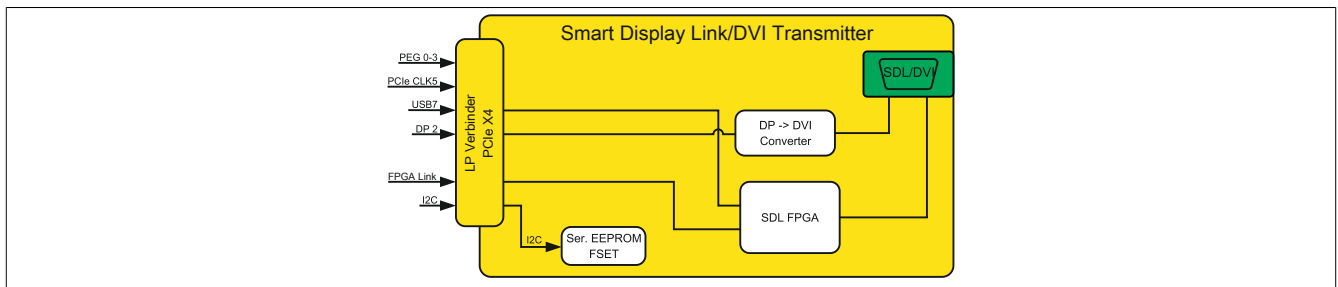 Smart Display Link/DVI Transmitter
PEG 0-3
PCIe CLK5
USB7
DP 2
FPGA Link
I2C
LP Verbinder
PCIe X4
SDL/DVI
DP -> DVI
Converter
SDL FPGA
I2C
Ser. EEPROM
FSET